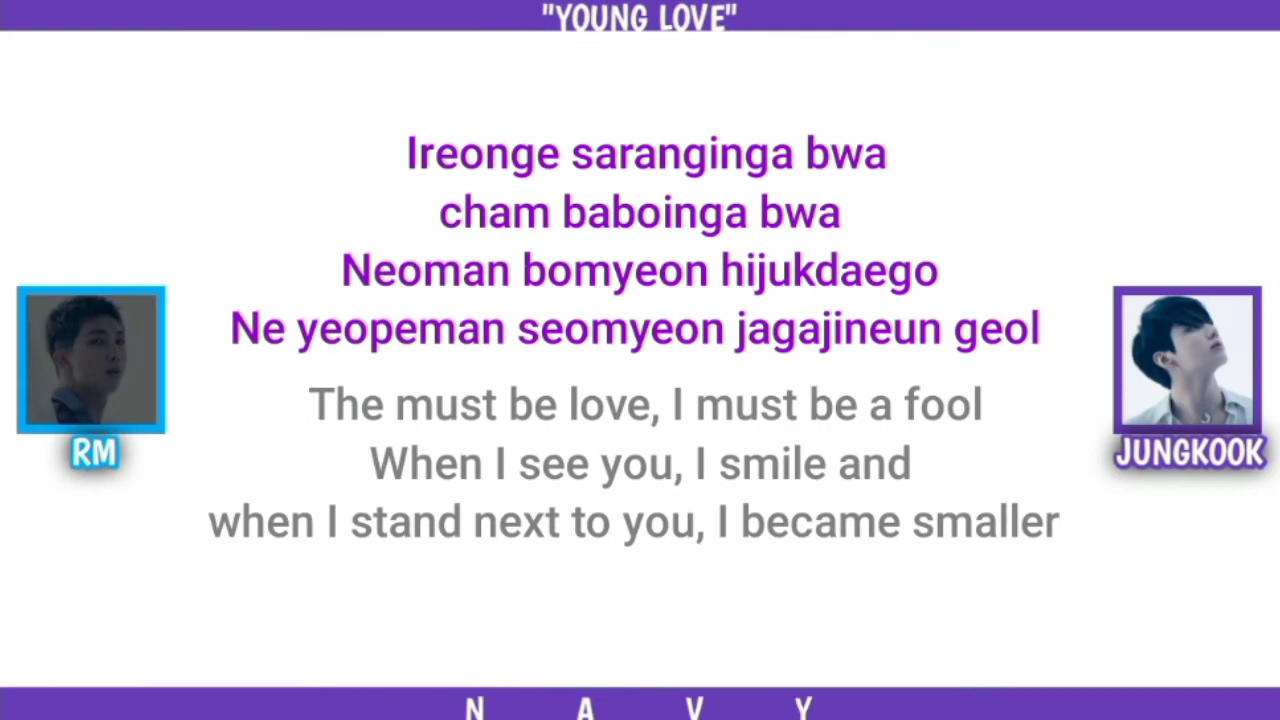 "YOUNG LOVE"
Ireonge saranginga bwa
cham baboinga bwa
Neoman bomyeon hijukdaego
Ne yeopeman seomyeon jagajineun geol
The must be love, I must be a fool
When I see you, I smile and
when I stand next to you, I became smaller
RM
JUNGKOOK
N A V Y